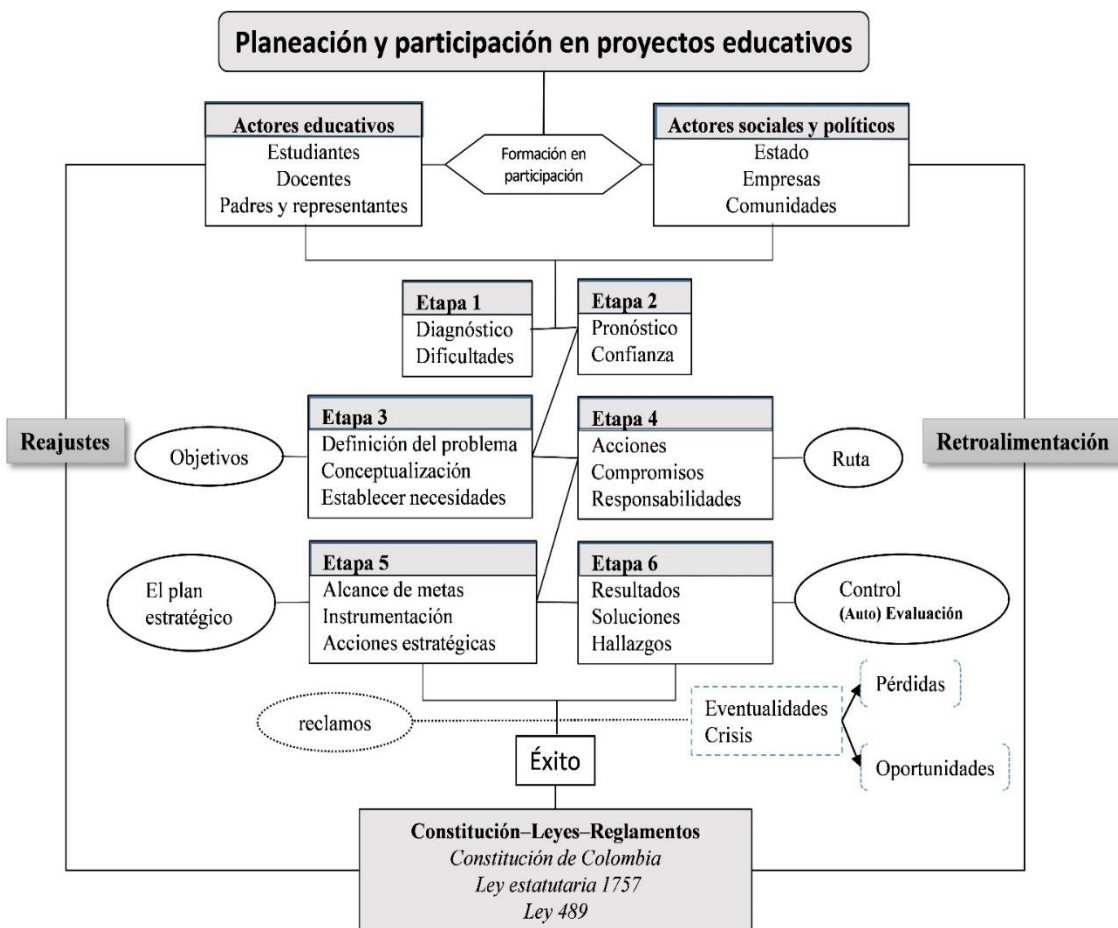 Planeación y participación en proyectos educativos
Actores educativos
Estudiantes
Docentes
Padres y representantes
Formación en
participación
Actores sociales y políticos
Estado
Empresas
Comunidades
Etapa 1
Diagnóstico
Dificultades
Etapa 2
Pronóstico
Confianza
Reajustes
Objetivos
Etapa 3
Definición del problema
Conceptualización
Establecer necesidades
Etapa 4
Acciones
Compromisos
Responsabilidades
Ruta
Retroalimentación
El plan
estratégico
Etapa 5
Alcance de metas
Instrumentación
Acciones estratégicas
Etapa 6
Resultados
Soluciones
Hallazgos
Control
(Auto) Evaluación
reclamos
Eventualidades
Crisis
Pérdidas
Oportunidades
Éxito
Constitución–Leyes–Reglamentos
Constitución de Colombia
Ley estatutaria 1757
Ley 489